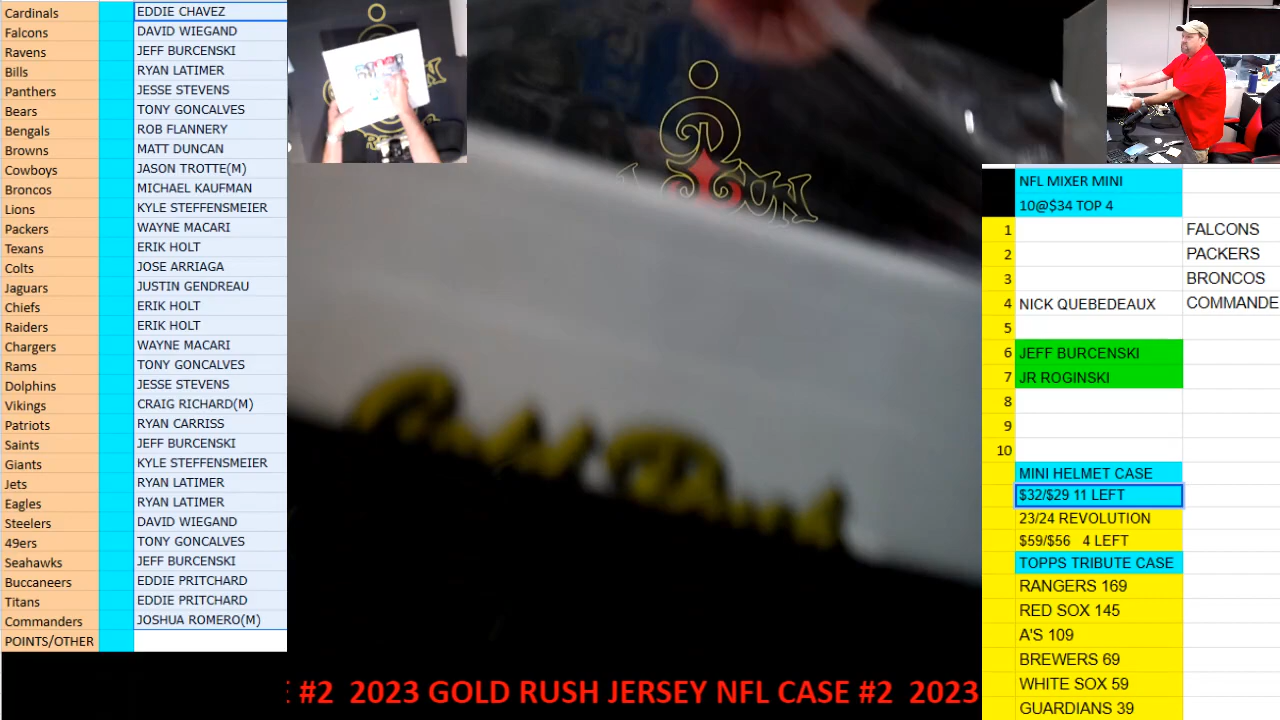 Cardinals EDDIE CHAVEZ
Falcons DAVID WIEGAND
Ravens JEFF BURCENSKI
Bills RYAN LATIMER
Panthers JESSE STEVENS
Bears TONY GONCALVES
Bengals ROB FLANNERY
Browns MATT DUNCAN
Cowboys JASON TROTTE(M)
Broncos MICHAEL KAUFMAN
Lions KYLE STEFFENSMEIER
Packers WAYNE MACARI
Texans ERIK HOLT
Colts JOSE ARRIAGA
Jaguars JUSTIN GENDREAU
Chiefs ERIK HOLT
Raiders ERIK HOLT
Chargers WAYNE MACARI
Rams TONY GONCALVES
Dolphins JESSE STEVENS
Vikings CRAIG RICHARD(M)
Patriots RYAN CARRISS
Saints JEFF BURCENSKI
Giants KYLE STEFFENSMEIER
Jets RYAN LATIMER
Eagles RYAN LATIMER
Steelers DAVID WIEGAND
49ers TONY GONCALVES
Seahawks JEFF BURCENSKI
Buccaneers EDDIE PRITCHARD
Titans EDDIE PRITCHARD
Commanders JOSHUA ROMERO(M)
POINTS/OTHER
Gold Rush
NFL MIXER MINI
10@$34 TOP 4
1 FALCONS
2 PACKERS
3 BRONCOS
4 NICK QUEBEDEAUX COMMANDE
5
6 JEFF BURCENSKI
7 JR ROGINSKI
8
9
10
MINI HELMET CASE
$32/$29 11 LEFT
23/24 REVOLUTION
$59/$56 4 LEFT
TOPPS TRIBUTE CASE
RANGERS 169
RED SOX 145
A'S 109
BREWERS 69
WHITE SOX 59
GUARDIANS 39
#2 2023 GOLD RUSH JERSEY NFL CASE #2 2023